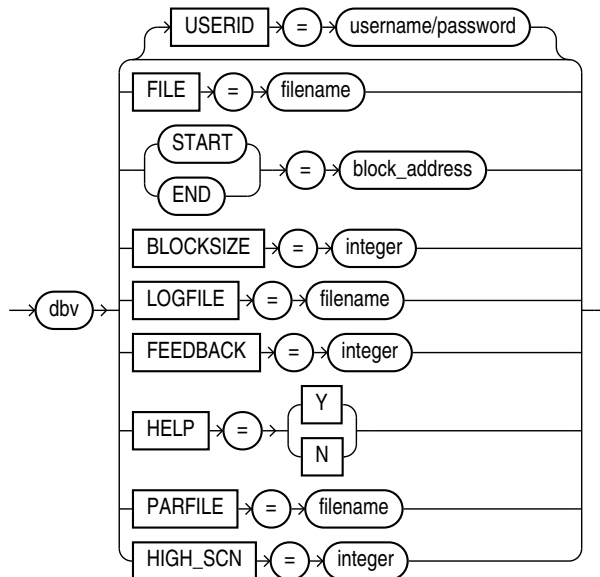 USERID = username/password
FILE = filename
START
= block_address
END
BLOCKSIZE = integer
dbv
LOGFILE = filename
FEEDBACK = integer
Y
HELP =
N
PARFILE = filename
HIGH_SCN = integer